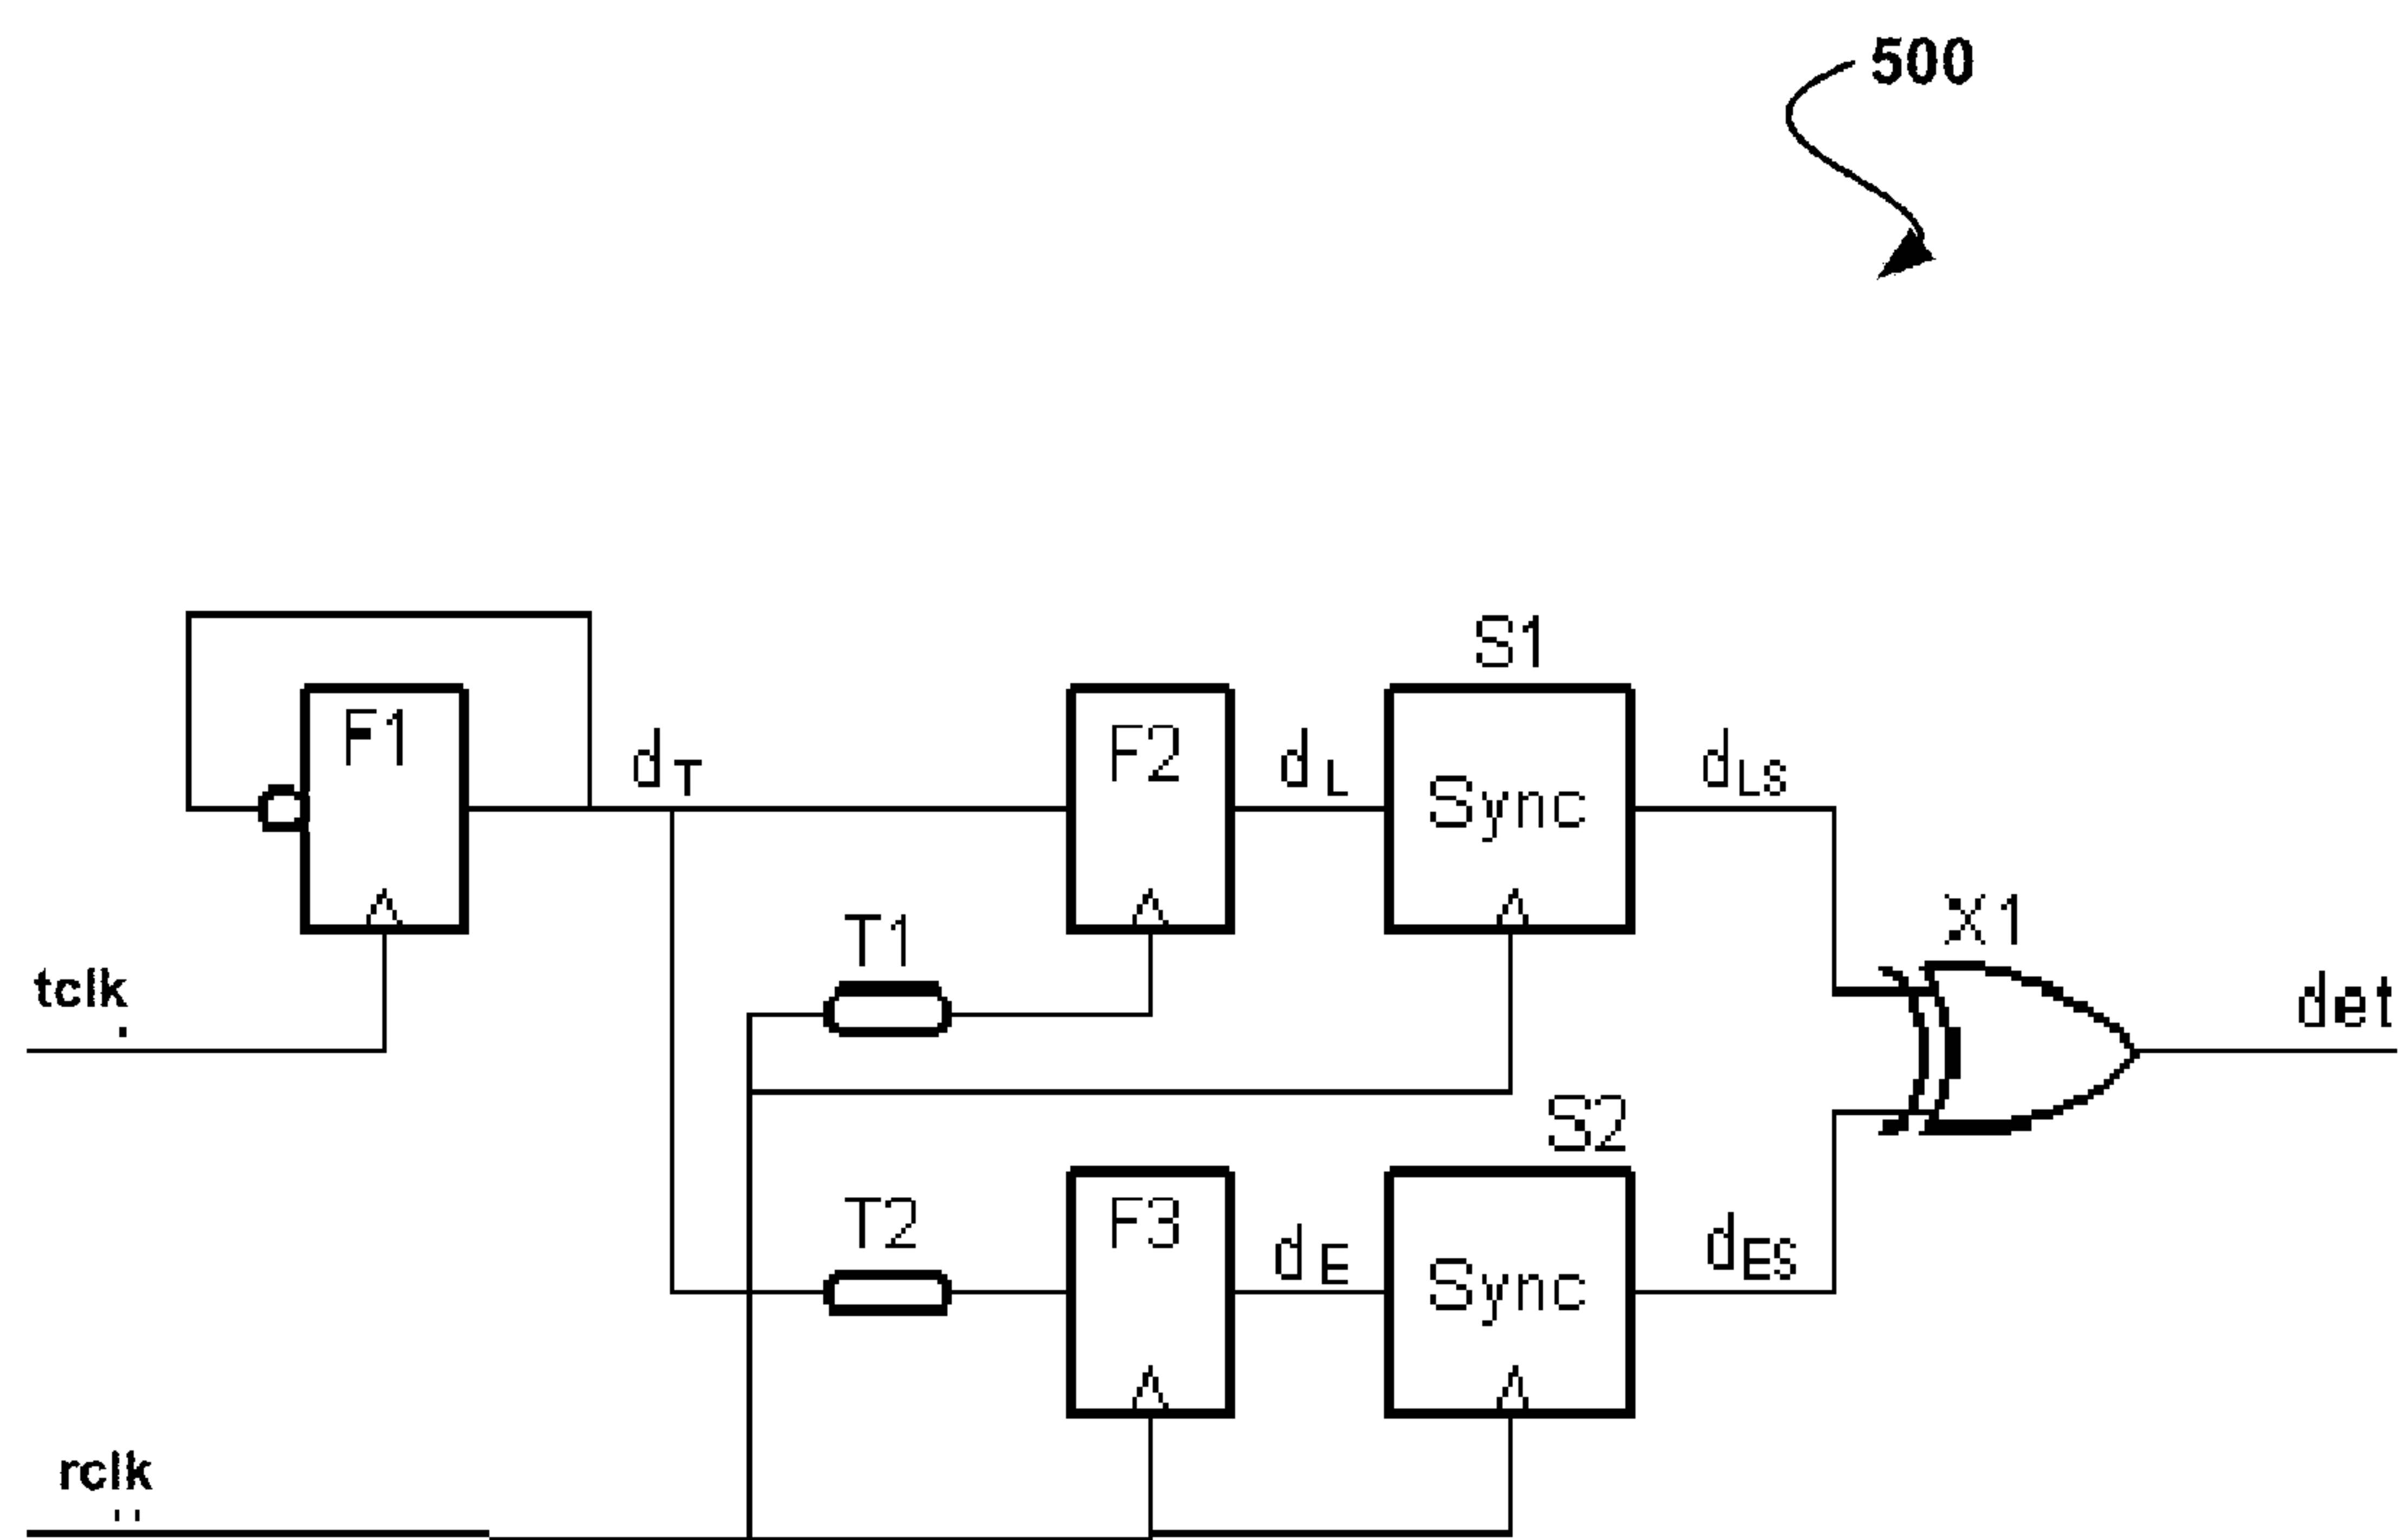 500
S1
F1
dT
F2
dL
Sync
dLS
T1
X1
tclk
det
S2
T2
F3
dE
Sync
dES
rclk